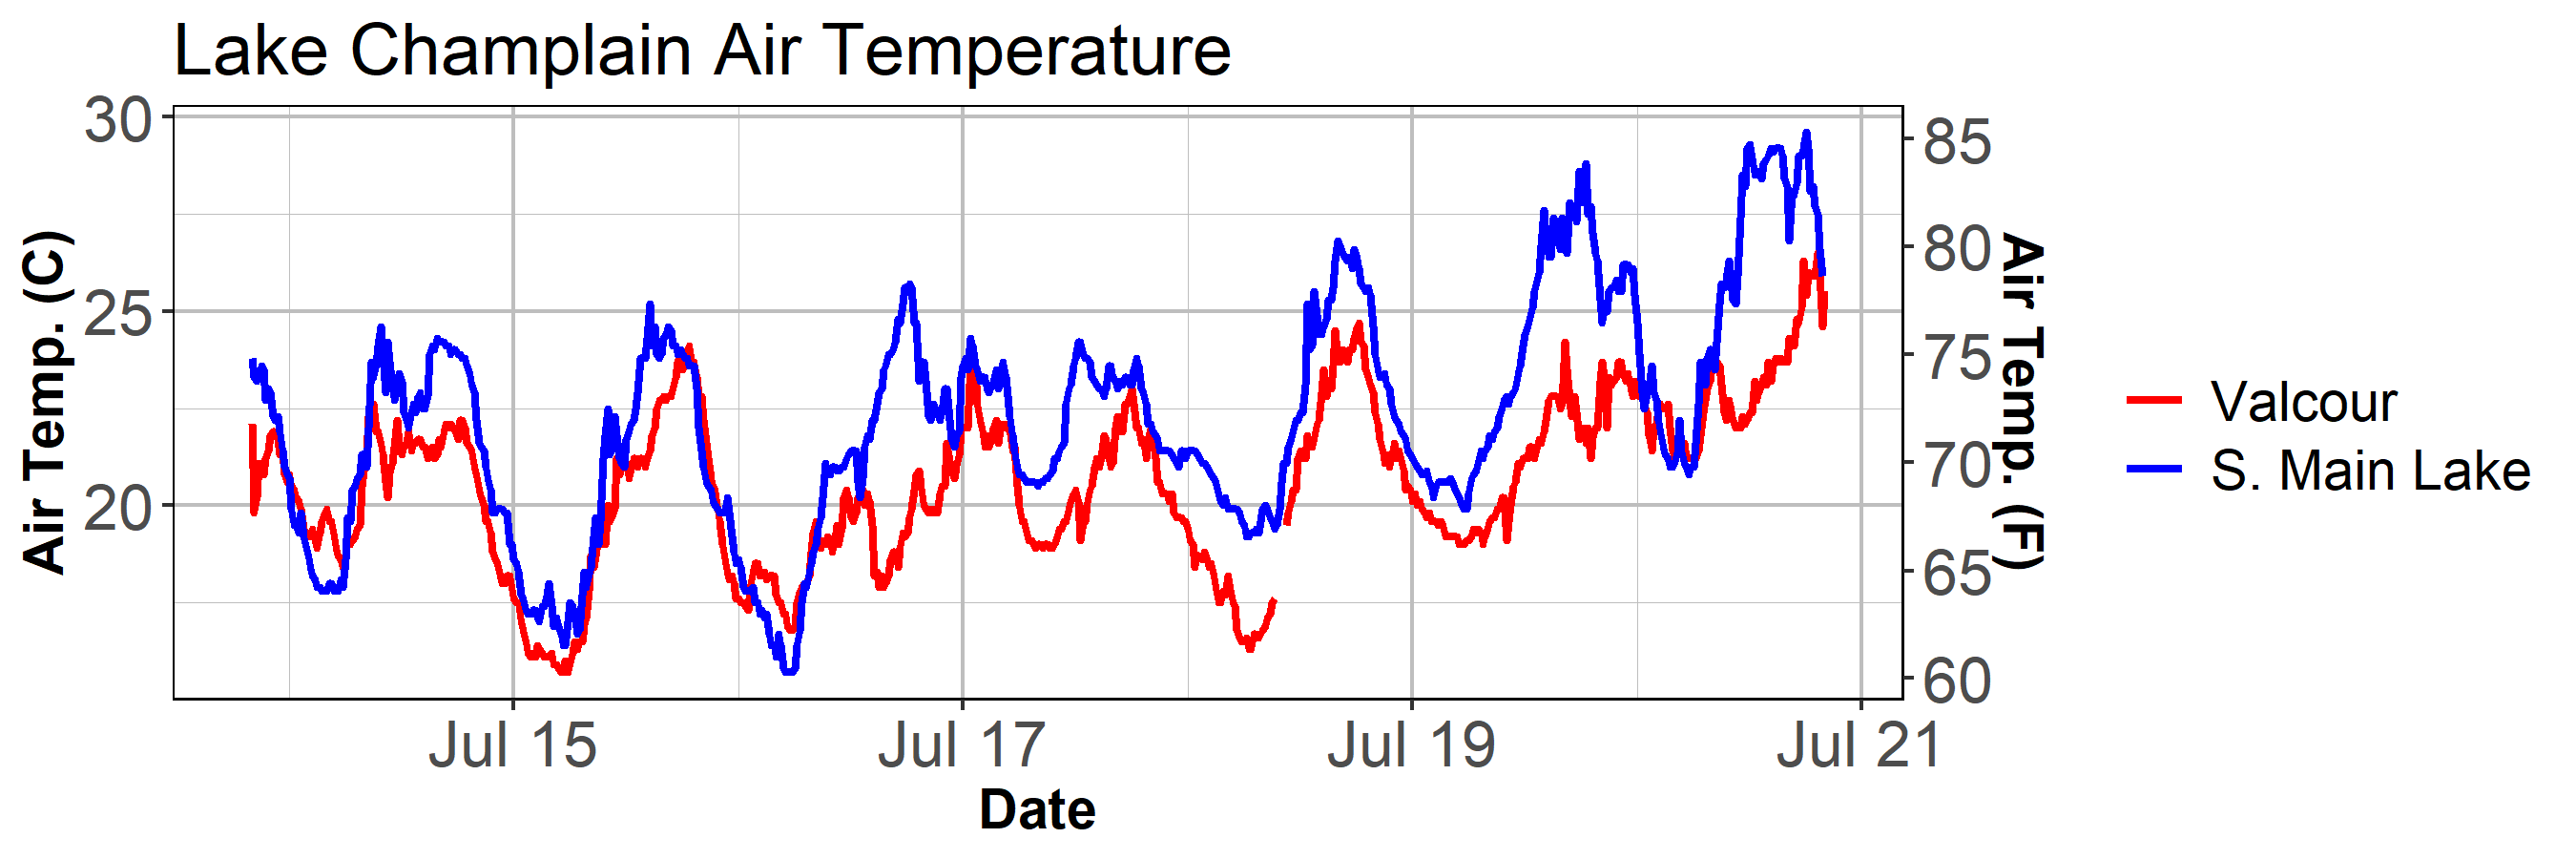 Lake Champlain Air Temperature
30
25
20
Air Temp. (C)
85
80
75
70
65
60
Air Temp. (F)
Jul 15
Jul 17
Jul 19
Jul 21
Date
Valcour
S. Main Lake